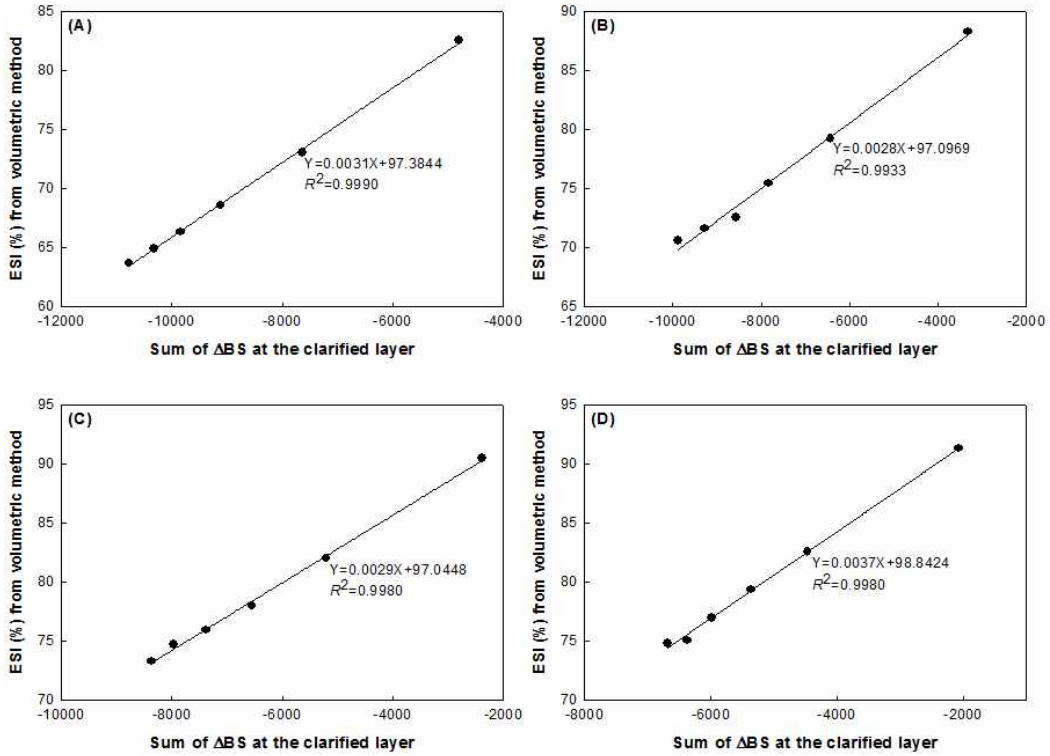 (A)
ESI (%) from volumetric method
85
80
75
70
65
60
Y=0.0031X+97.3844
R²=0.9990
-12000 -10000 -8000 -6000 -4000
Sum of ΔBS at the clarified layer
(B)
ESI (%) from volumetric method
90
85
80
75
70
65
Y=0.0028X+97.0969
R²=0.9933
-12000 -10000 -8000 -6000 -4000 -2000
Sum of ΔBS at the clarified layer
(C)
ESI (%) from volumetric method
95
90
85
80
75
70
Y=0.0029X+97.0448
R²=0.9980
-10000 -8000 -6000 -4000 -2000
Sum of ΔBS at the clarified layer
(D)
ESI (%) from volumetric method
95
90
85
80
75
70
Y=0.0037X+98.8424
R²=0.9980
-8000 -6000 -4000 -2000
Sum of ΔBS at the clarified layer